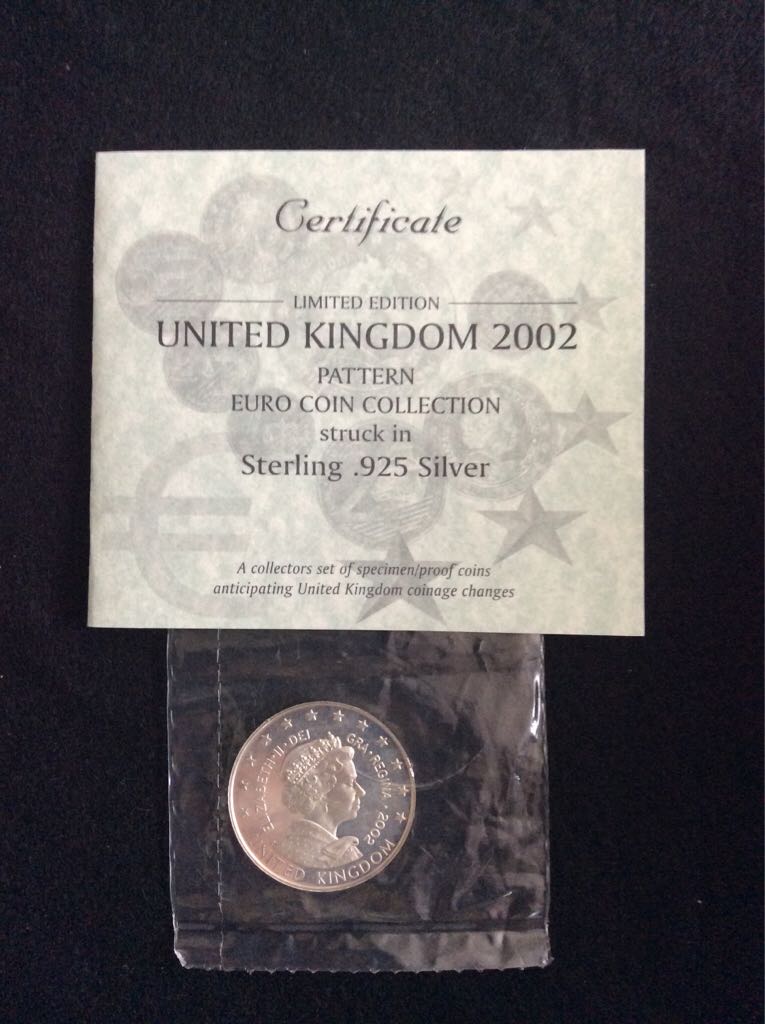 Certificate
LIMITED EDITION
UNITED KINGDOM 2002
PATTERN
EURO COIN COLLECTION
struck in
Sterling .925 Silver
A collectors set of specimen/proof coins
anticipating United Kingdom coinage changes
ELIZABETH·II·DEI GRA·REGINA·2002
UNITED KINGDOM